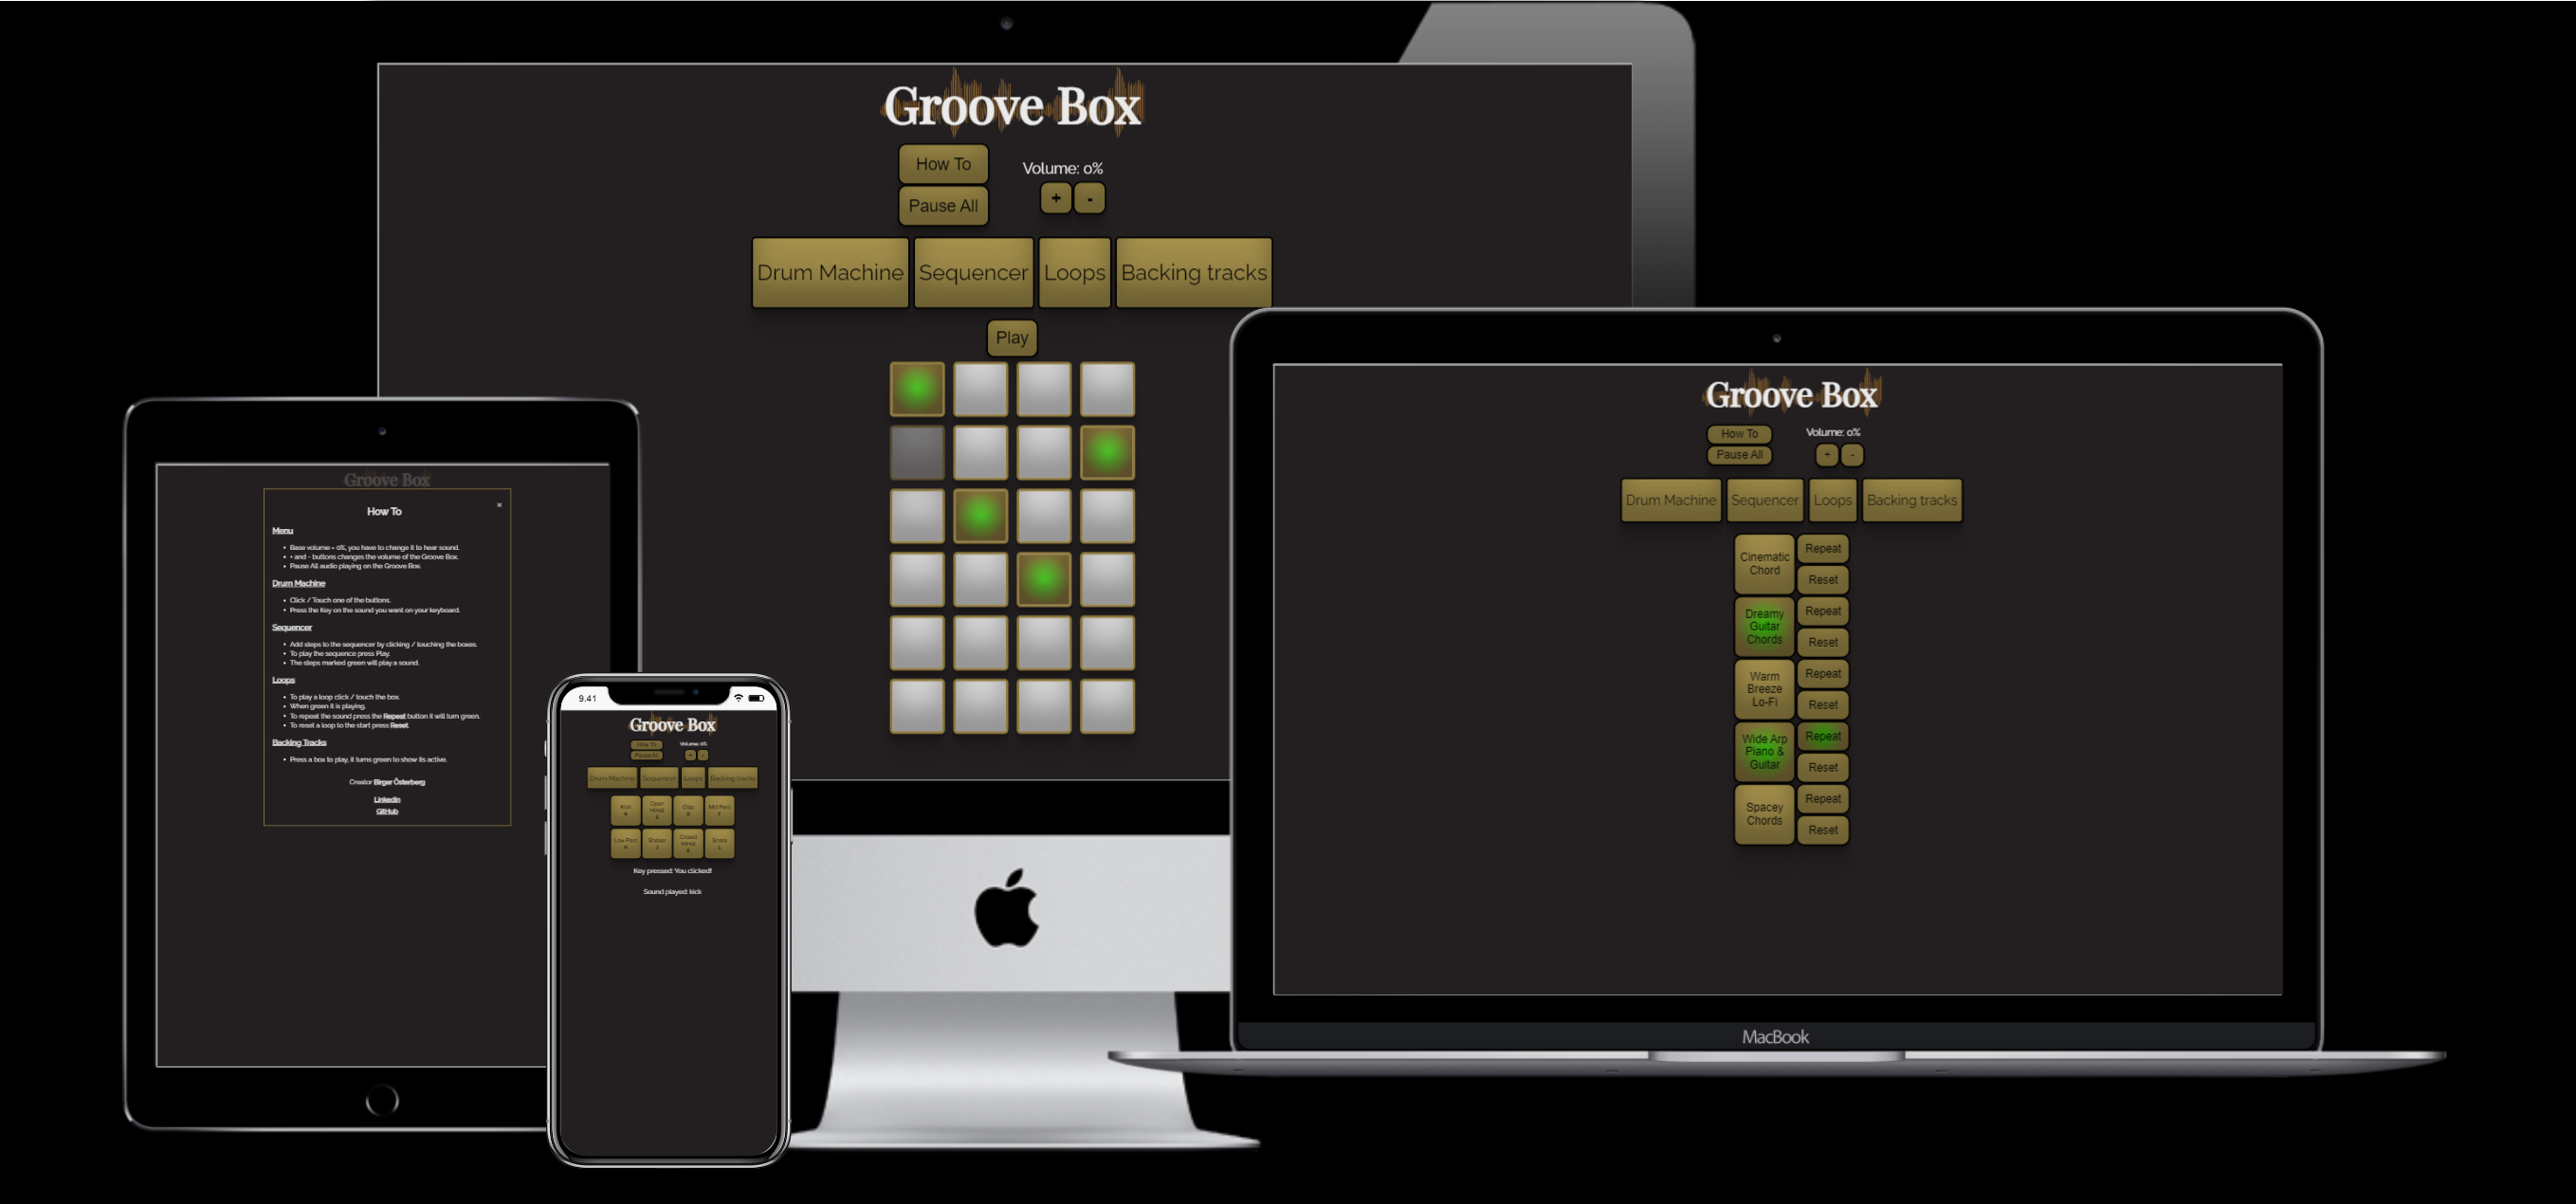 Groove Box
How To
Volume: 0%
Pause All
+ -
Drum Machine Sequencer Loops Backing tracks
Play
Groove Box
How To
×
Menu
• Base volume = 0%, you have to change it to hear sound.
• + and - buttons changes the volume of the Groove Box.
• Pause All audio playing on the Groove Box.
Drum Machine
• Click / Touch one of the buttons.
• Press the Key on the sound you want on your keyboard.
Sequencer
• Add steps to the sequencer by clicking / touching the boxes.
• To play the sequence press Play.
• The steps marked green will play a sound.
Loops
• To play a loop click / touch the box.
• When green it is playing.
• To repeat the sound press the Repeat button it will turn green.
• To reset a loop to the start press Reset.
Backing Tracks
• Press a box to play, it turns green to show its active.
Creator Birger Österberg
Linkedin
GitHub
9.41
Groove Box
How To
Volume: 0%
Pause All
+ -
Drum Machine Sequencer Loops Backing tracks
Kick
A
Clap
D
Mid Perc
F
Low Perc
H
Shaker
J
Closed
Hihat
K
Snare
L
Key pressed: You clicked!
Sound played: kick
Groove Box
How To
Volume: 0%
Pause All
+ -
Drum Machine Sequencer Loops Backing tracks
Cinematic
Chord
Repeat
Reset
Dreamy
Guitar
Chords
Repeat
Reset
Warm
Breeze
Lo-Fi
Repeat
Reset
Wide Arp
Piano &
Guitar
Repeat
Reset
Spacey
Chords
Repeat
Reset
MacBook